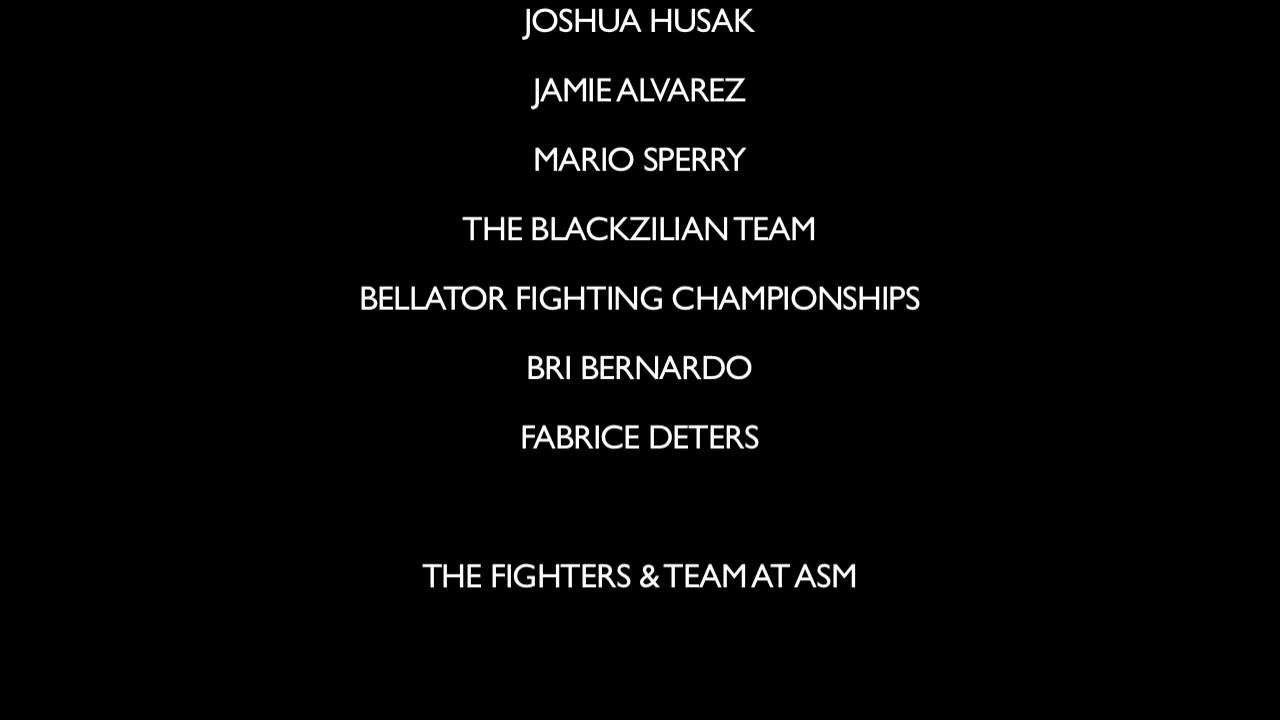 JOSHUA HUSAK
JAMIE ALVAREZ
MARIO SPERRY
THE BLACKZILIAN TEAM
BELLATOR FIGHTING CHAMPIONSHIPS
BRI BERNARDO
FABRICE DETERS
THE FIGHTERS & TEAM AT ASM